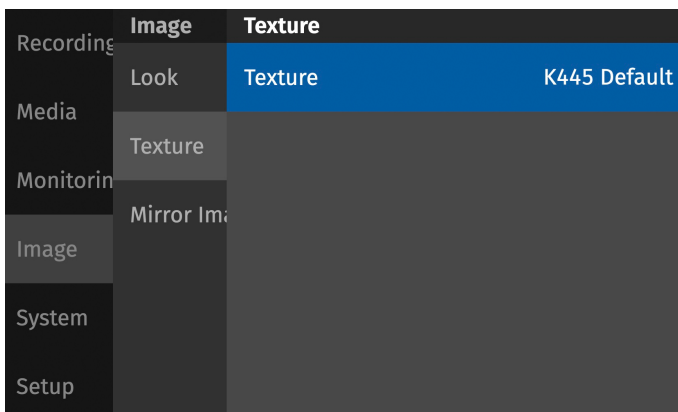 Recording
Media
Monitorin
Image
System
Setup
Image
Look
Texture
Mirror Ima
Texture
Texture K445 Default